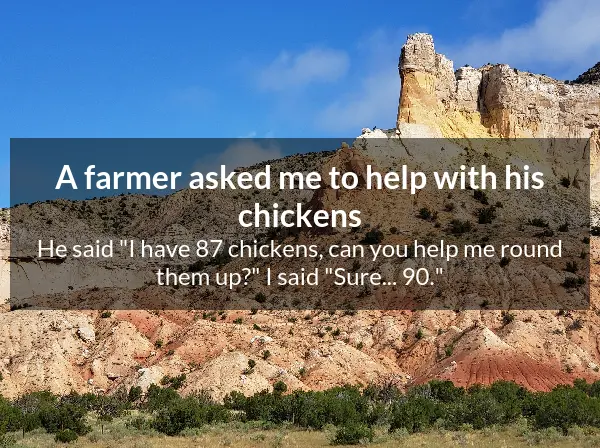 A farmer asked me to help with his
chickens
He said "I have 87 chickens, can you help me round
them up?" I said "Sure... 90."